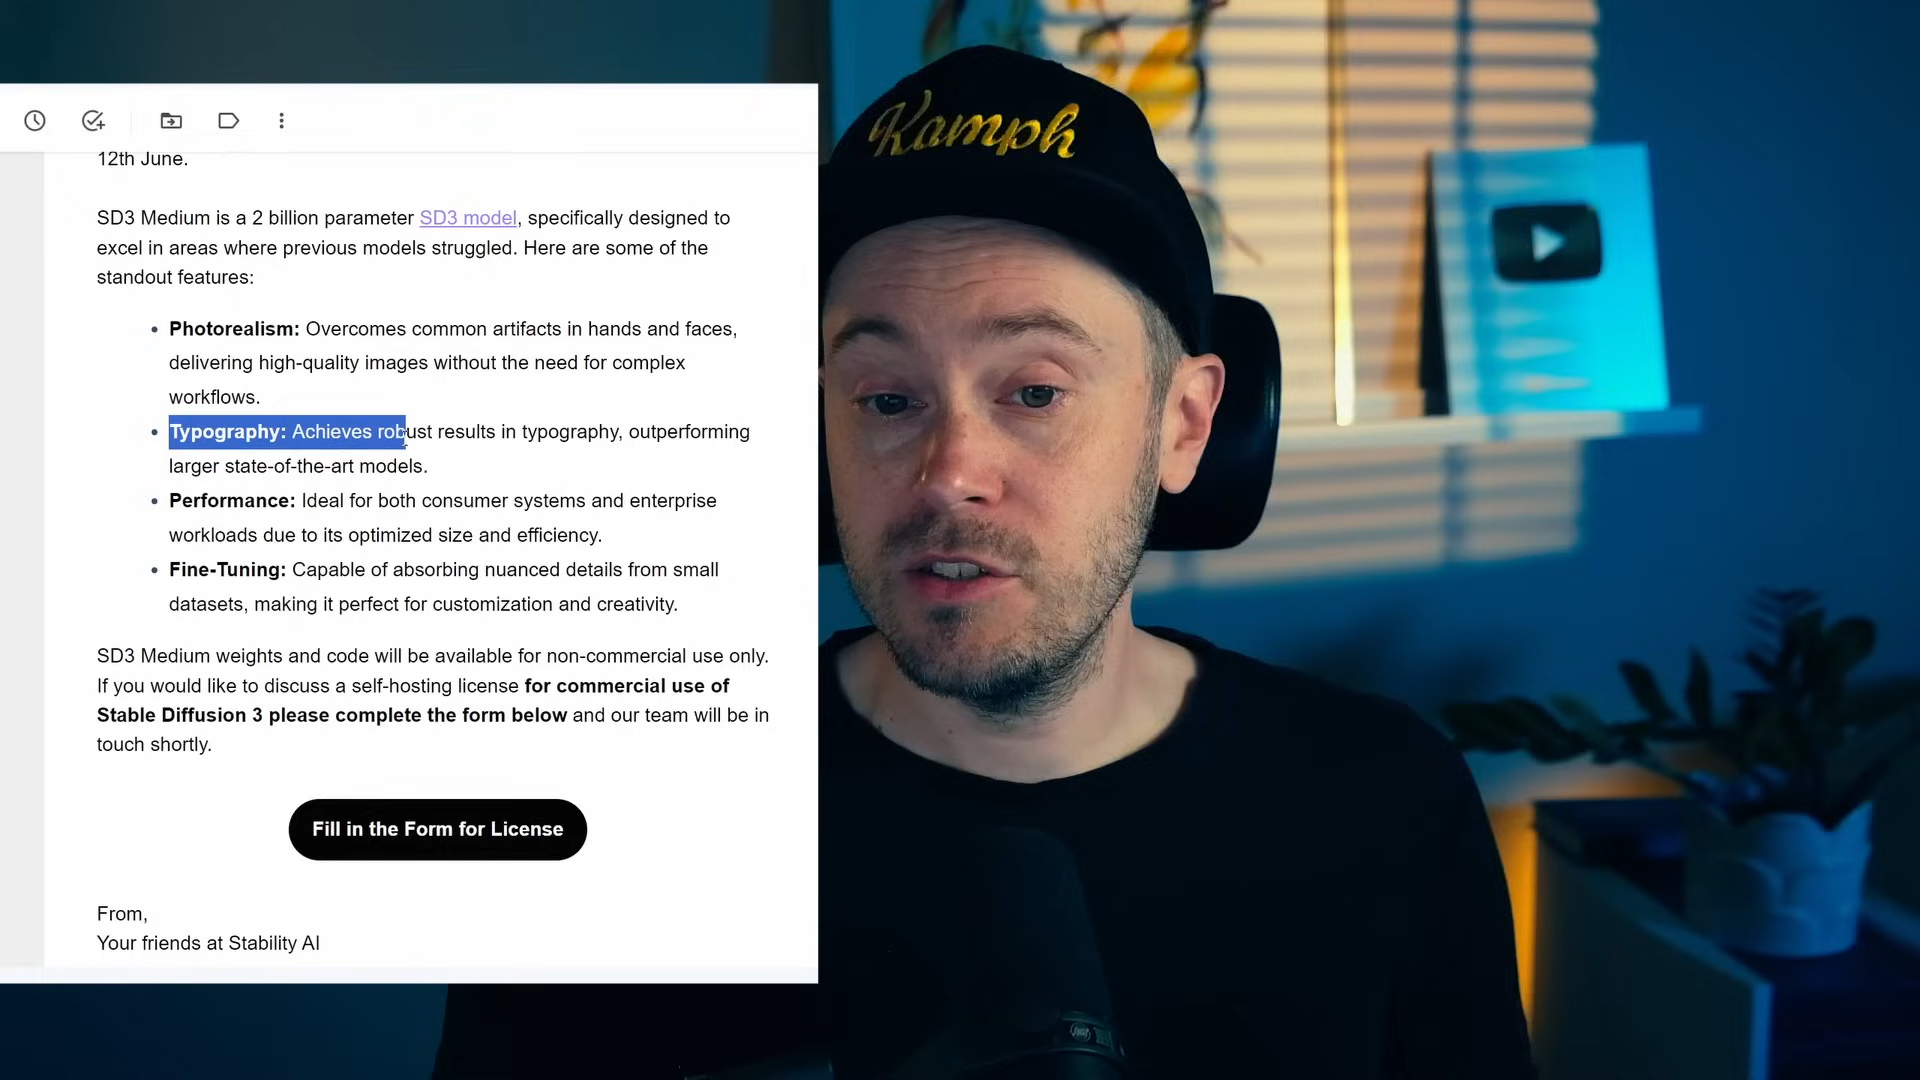 Kamph
12th June.
SD3 Medium is a 2 billion parameter SD3 model, specifically designed to
excel in areas where previous models struggled. Here are some of the
standout features:
• Photorealism: Overcomes common artifacts in hands and faces,
delivering high-quality images without the need for complex
workflows.
• Typography: Achieves robust results in typography, outperforming
larger state-of-the-art models.
• Performance: Ideal for both consumer systems and enterprise
workloads due to its optimized size and efficiency.
• Fine-Tuning: Capable of absorbing nuanced details from small
datasets, making it perfect for customization and creativity.
SD3 Medium weights and code will be available for non-commercial use only.
If you would like to discuss a self-hosting license for commercial use of
Stable Diffusion 3 please complete the form below and our team will be in
touch shortly.
Fill in the Form for License
From,
Your friends at Stability AI